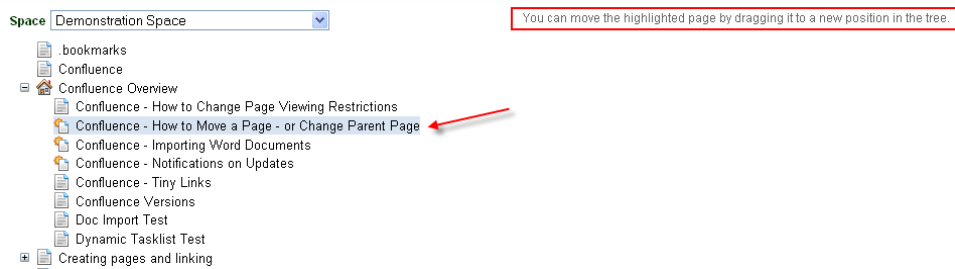 Space Demonstration Space You can move the highlighted page by dragging it to a new position in the tree.
.bookmarks
Confluence
Confluence Overview
Confluence - How to Change Page Viewing Restrictions
Confluence - How to Move a Page - or Change Parent Page
Confluence - Importing Word Documents
Confluence - Notifications on Updates
Confluence - Tiny Links
Confluence Versions
Doc Import Test
Dynamic Tasklist Test
Creating pages and linking